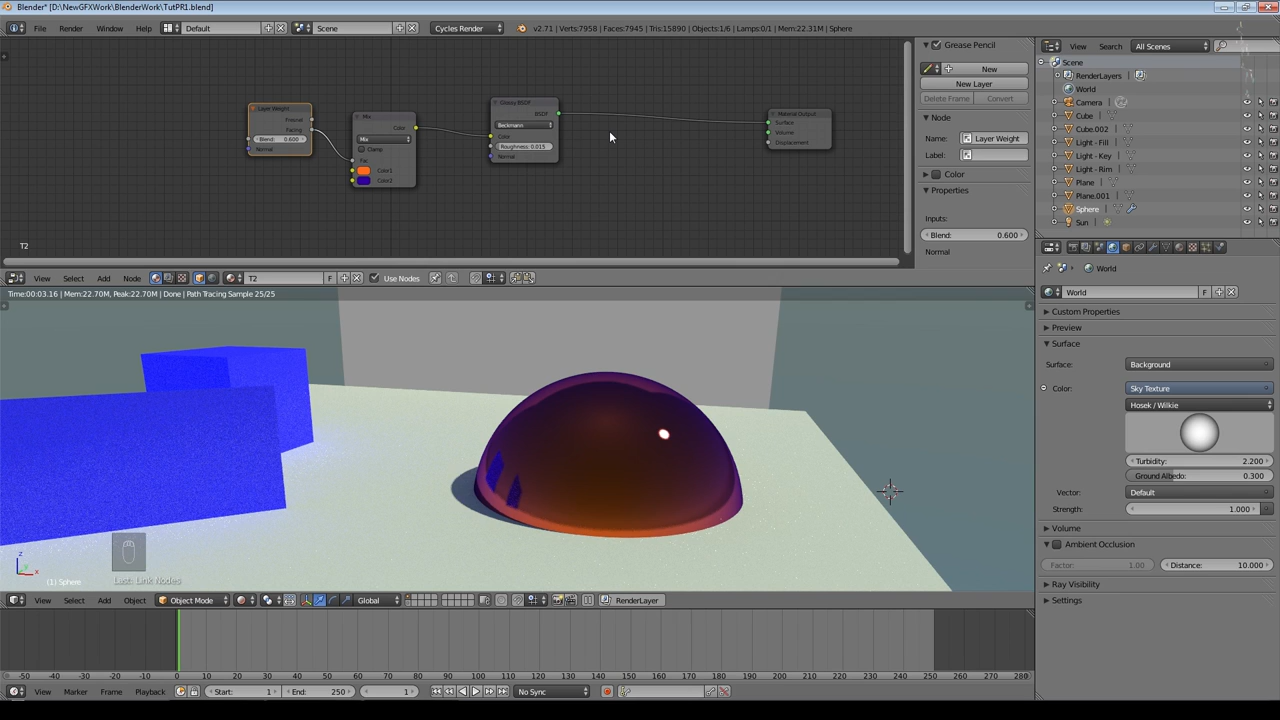 Blender* [D:\NewGFXWork\BlenderWork\TutPR1.blend]
File Render Window Help Default Scene Cycles Render v2.71 | Verts:7958 | Faces:7945 | Tris:15890 | Objects:1/6 | Lamps:0/1 | Mem:22.31M | Sphere
View Search All Scenes
Grease Pencil
New
New Layer
Delete Frame Convert
Node
Name: Layer Weight
Label:
Color
Properties
Inputs:
Blend: 0.600
Normal
Layer Weight
Fresnel
Facing
Blend: 0.600
Normal
Mix
Color
Mix
Clamp
Fac
Color1
Color2
Glossy BSDF
BSDF
Beckmann
Color
Roughness: 0.015
Normal
Material Output
Surface
Volume
Displacement
T2
Scene
RenderLayers
World
Camera
Cube
Cube.002
Light - Fill
Light - Key
Light - Rim
Plane
Plane.001
Sphere
Sun
View Select Add Node T2 F Use Nodes
Time:00:03.16 | Mem:22.70M, Peak:22.70M | Done | Path Tracing Sample 25/25
z
y
x
Last: Link Nodes
(1) Sphere
View Select Add Object Object Mode Global RenderLayer
World
World F
Custom Properties
Preview
Surface
Surface: Background
Color: Sky Texture
Hosek / Wilkie
Turbidity: 2.200
Ground Albedo: 0.300
Vector: Default
Strength: 1.000
Volume
Ambient Occlusion
Factor: 1.00 Distance: 10.000
Ray Visibility
Settings
-50 -40 -30 -20 -10 0 10 20 30 40 50 60 70 80 90 100 110 120 130 140 150 160 170 180 190 200 210 220 230 240 250 260 270 280
View Marker Frame Playback Start: 1 End: 250 1 No Sync